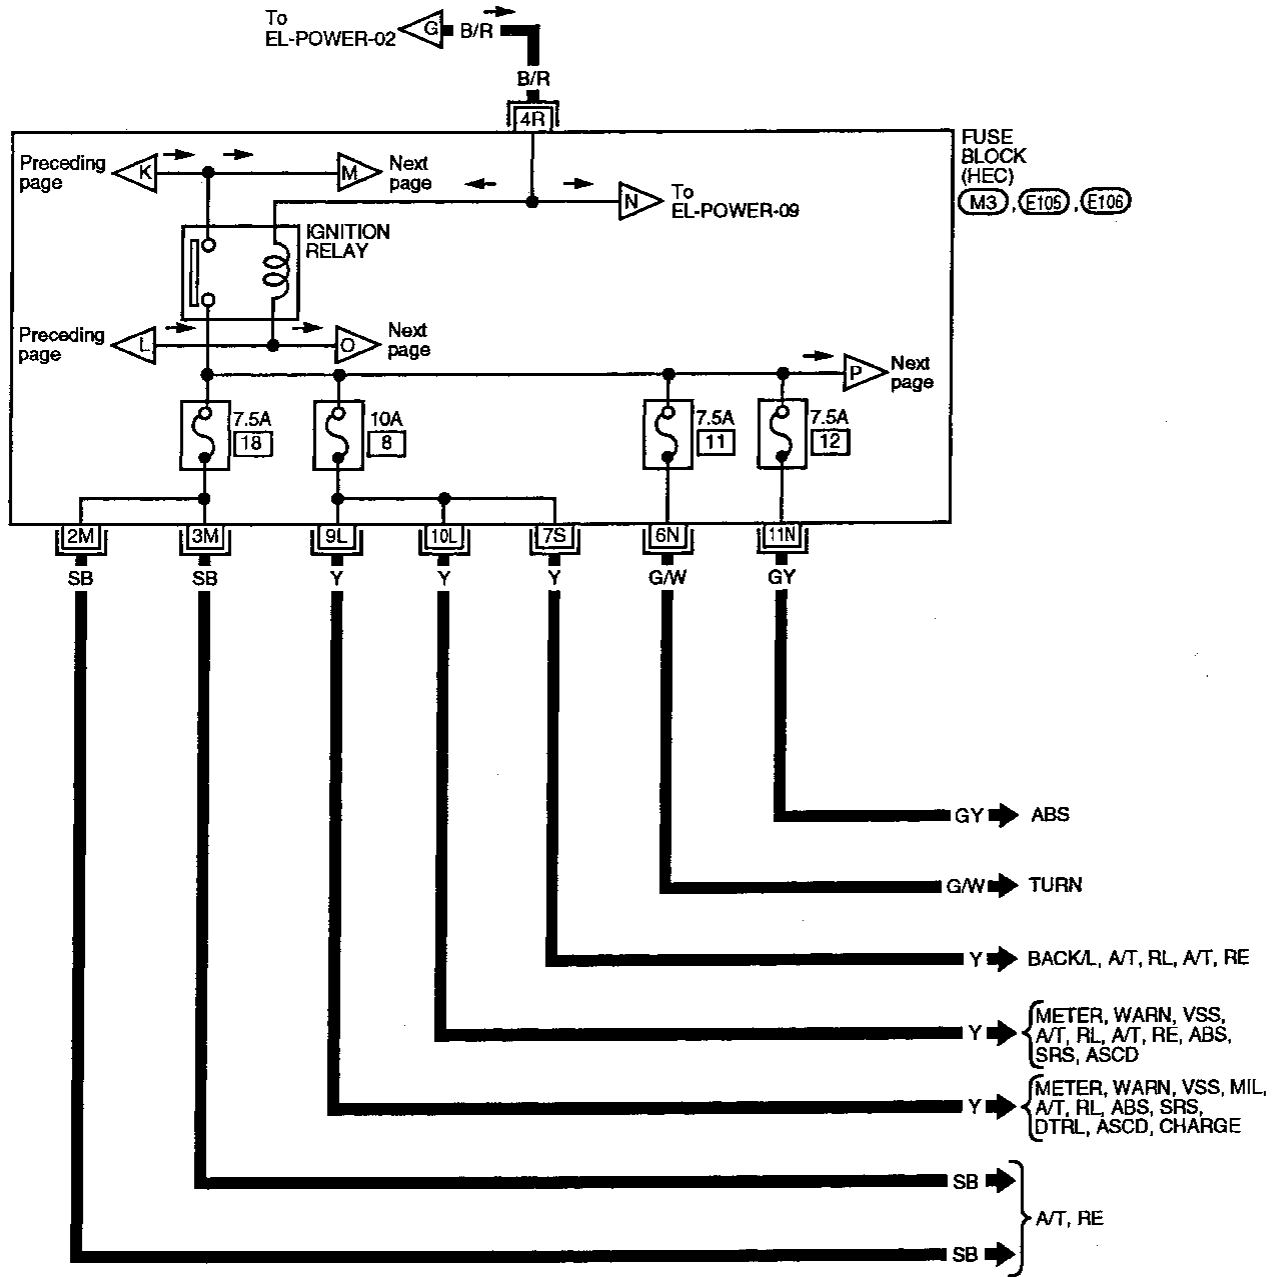 To
EL-POWER-02
G
B/R
B/R
4R
FUSE
BLOCK
(HEC)
M3, E105, E106
Preceding
page
K
M
Next
page
N
To
EL-POWER-09
IGNITION
RELAY
Preceding
page
L
O
Next
page
P
Next
page
7.5A
18
10A
8
7.5A
11
7.5A
12
2M
3M
9L
10L
7S
6N
11N
SB
SB
Y
Y
Y
G/W
GY
GY
ABS
G/W
TURN
Y
BACK/L, A/T, RL, A/T, RE
Y
METER, WARN, VSS,
A/T, RL, A/T, RE, ABS,
SRS, ASCD
Y
METER, WARN, VSS, MIL,
A/T, RL, ABS, SRS,
DTRL, ASCD, CHARGE
SB
A/T, RE
SB